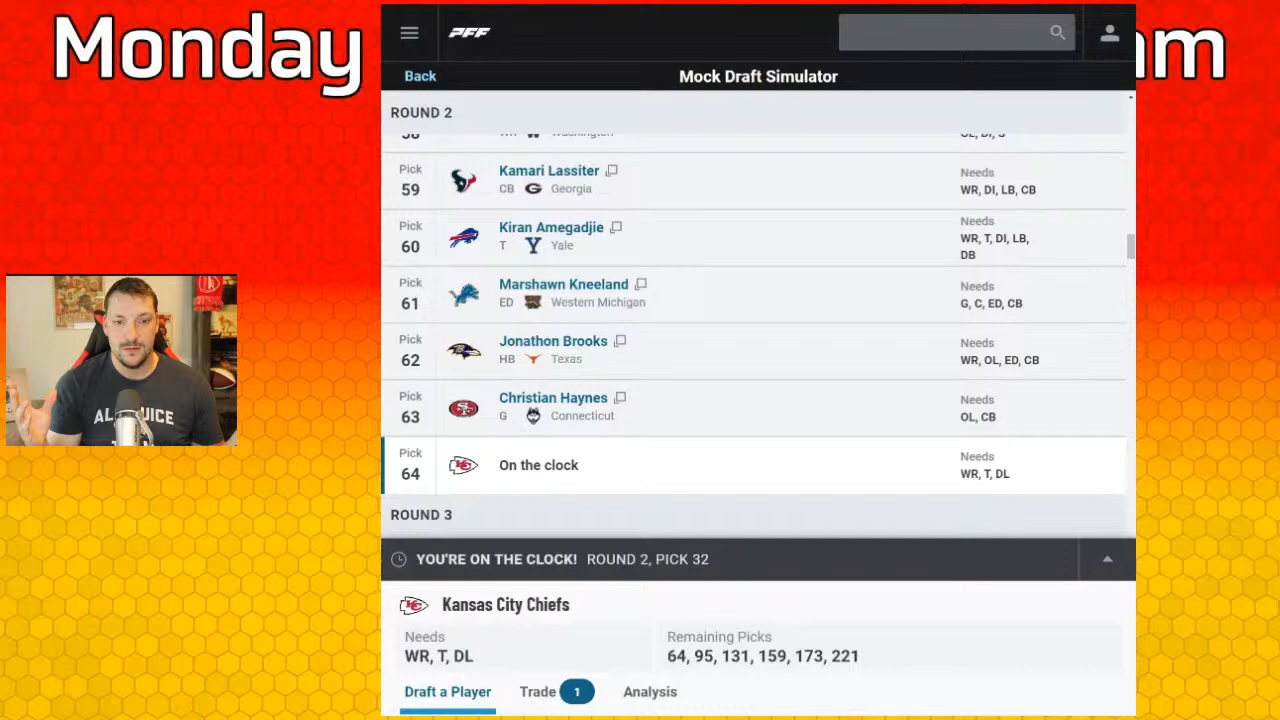 Monday
am
PFF
Back
Mock Draft Simulator
ROUND 2
Pick
59
Kamari Lassiter
CB G Georgia
Needs
WR, DI, LB, CB
Pick
60
Kiran Amegadjie
T Y Yale
Needs
WR, T, DI, LB,
DB
Pick
61
Marshawn Kneeland
ED Western Michigan
Needs
G, C, ED, CB
Pick
62
Jonathon Brooks
HB Texas
Needs
WR, OL, ED, CB
Pick
63
Christian Haynes
G Connecticut
Needs
OL, CB
Pick
64
On the clock
Needs
WR, T, DL
ROUND 3
YOU'RE ON THE CLOCK! ROUND 2, PICK 32
Kansas City Chiefs
Needs
WR, T, DL
Remaining Picks
64, 95, 131, 159, 173, 221
Draft a Player
Trade 1
Analysis